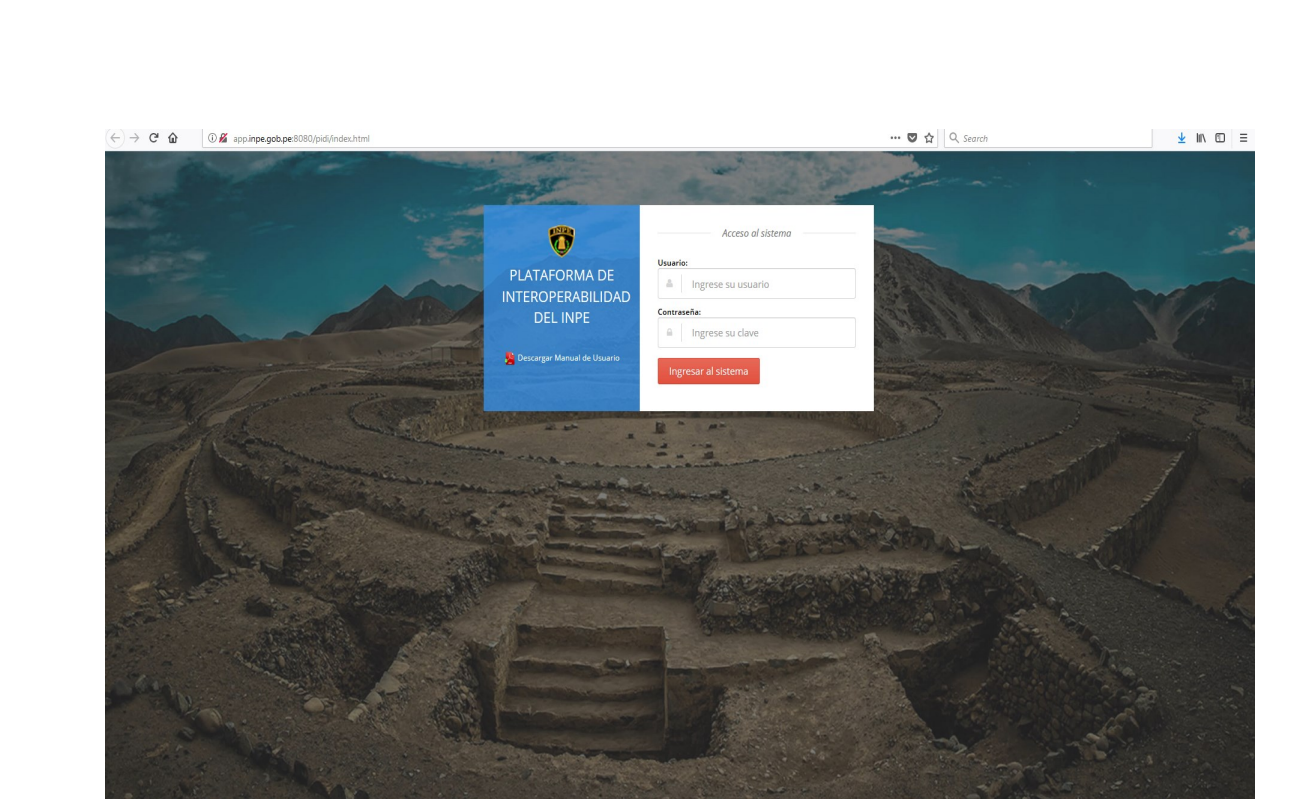 app.inpe.gob.pe:8080/pidi/index.html
Search
INPE
PLATAFORMA DE
INTEROPERABILIDAD
DEL INPE
Descargar Manual de Usuario
Acceso al sistema
Usuario:
Ingrese su usuario
Contraseña:
Ingrese su clave
Ingresar al sistema